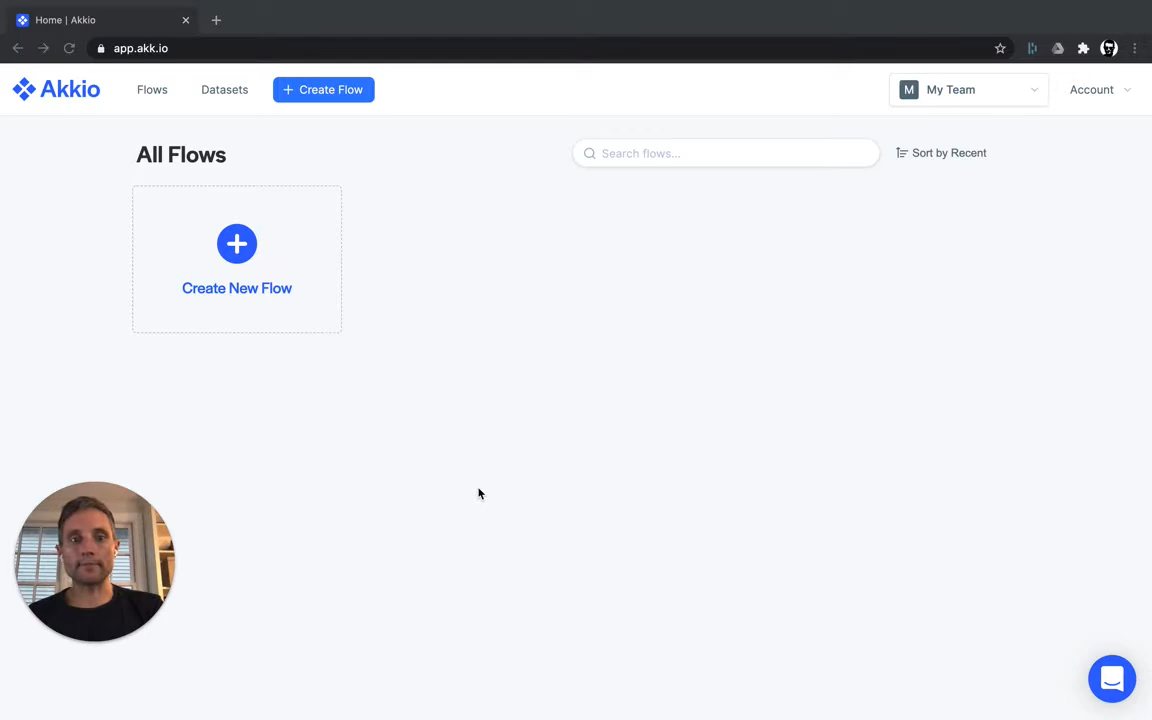 Home | Akkio
app.akk.io
Akkio
Flows
Datasets
Create Flow
M
My Team
Account
All Flows
Search flows...
Sort by Recent
Create New Flow